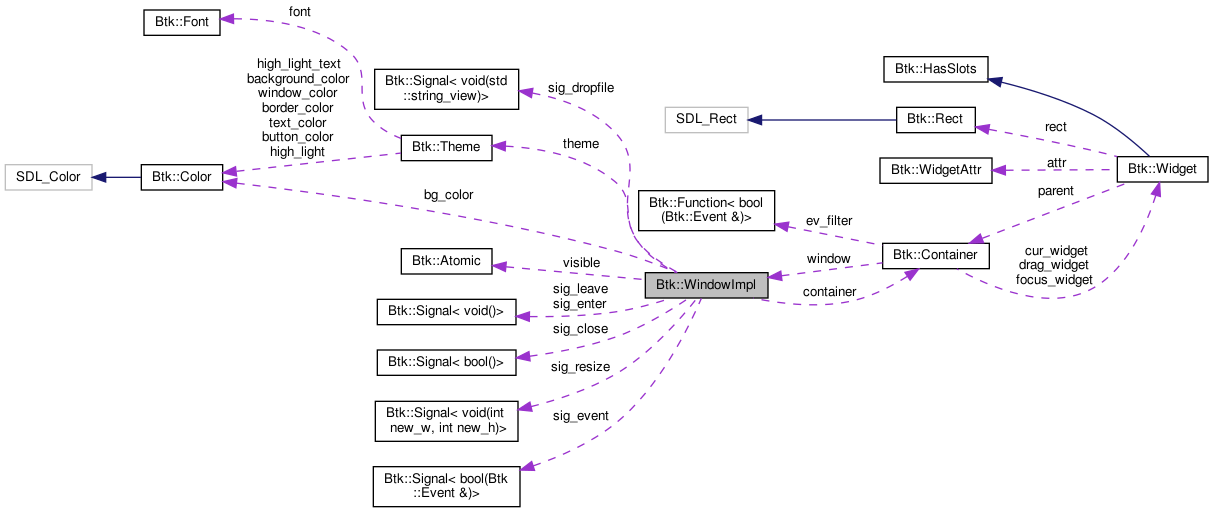 Btk::Font
font
high_light_text
background_color
window_color
border_color
text_color
button_color
high_light
Btk::Signal< void(std
::string_view)>
sig_dropfile
Btk::HasSlots
SDL_Rect
Btk::Rect
rect
Btk::Theme
theme
attr
Btk::WidgetAttr
Btk::Widget
SDL_Color
Btk::Color
bg_color
parent
Btk::Function< bool
(Btk::Event &)>
ev_filter
Btk::Atomic
visible
window
Btk::Container
cur_widget
drag_widget
focus_widget
Btk::WindowImpl
container
sig_leave
sig_enter
Btk::Signal< void()>
sig_close
Btk::Signal< bool()>
sig_resize
Btk::Signal< void(int
new_w, int new_h)>
sig_event
Btk::Signal< bool(Btk
::Event &)>